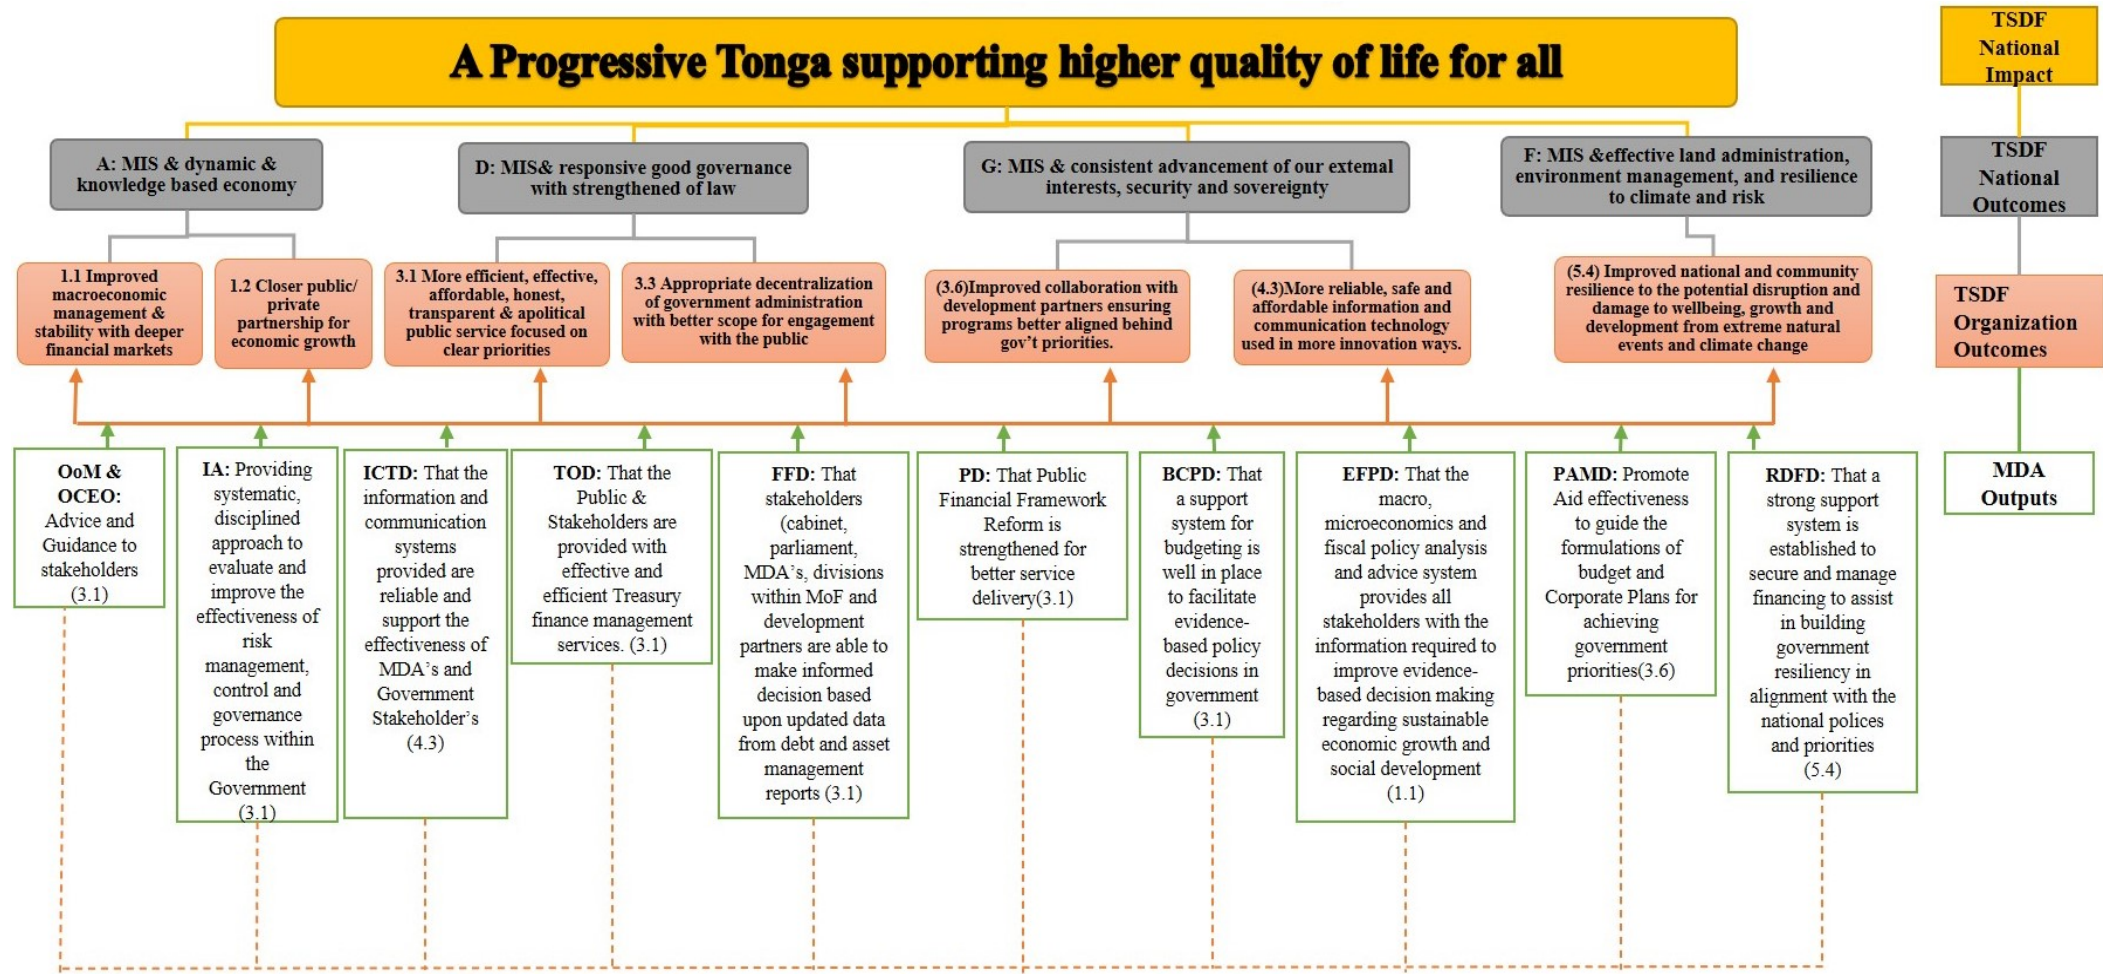 A Progressive Tonga supporting higher quality of life for all
TSDF
National
Impact
A: MIS & dynamic &
knowledge based economy
D: MIS& responsive good governance
with strengthened of law
G: MIS & consistent advancement of our external
interests, security and sovereignty
F: MIS &effective land administration,
environment management, and resilience
to climate and risk
TSDF
National
Outcomes
1.1 Improved
macroeconomic
management &
stability with deeper
financial markets
1.2 Closer public/
private
partnership for
economic growth
3.1 More efficient, effective,
affordable, honest,
transparent & apolitical
public service focused on
clear priorities
3.3 Appropriate decentralization
of government administration
with better scope for engagement
with the public
(3.6)Improved collaboration with
development partners ensuring
programs better aligned behind
gov’t priorities.
(4.3)More reliable, safe and
affordable information and
communication technology
used in more innovation ways.
(5.4) Improved national and community
resilience to the potential disruption and
damage to wellbeing, growth and
development from extreme natural
events and climate change
TSDF
Organization
Outcomes
OoM &
OCEO:
Advice and
Guidance to
stakeholders
(3.1)
IA: Providing
systematic,
disciplined
approach to
evaluate and
improve the
effectiveness of
risk
management,
control and
governance
process within
the
Government
(3.1)
ICTD: That the
information and
communication
systems
provided are
reliable and
support the
effectiveness of
MDA’s and
Government
Stakeholder’s
(4.3)
TOD: That the
Public &
Stakeholders are
provided with
effective and
efficient Treasury
finance management
services. (3.1)
FFD: That
stakeholders
(cabinet,
parliament,
MDA’s, divisions
within MoF and
development
partners are able to
make informed
decision based
upon updated data
from debt and asset
management
reports (3.1)
PD: That Public
Financial Framework
Reform is
strengthened for
better service
delivery(3.1)
BCPD: That
a support
system for
budgeting is
well in place
to facilitate
evidence-
based policy
decisions in
government
(3.1)
EFPD: That the
macro,
microeconomics and
fiscal policy analysis
and advice system
provides all
stakeholders with the
information required to
improve evidence-
based decision making
regarding sustainable
economic growth and
social development
(1.1)
PAMD: Promote
Aid effectiveness
to guide the
formulations of
budget and
Corporate Plans for
achieving
government
priorities(3.6)
RDFD: That a
strong support
system is
established to
secure and manage
financing to assist
in building
government
resiliency in
alignment with the
national polices
and priorities
(5.4)
MDA
Outputs